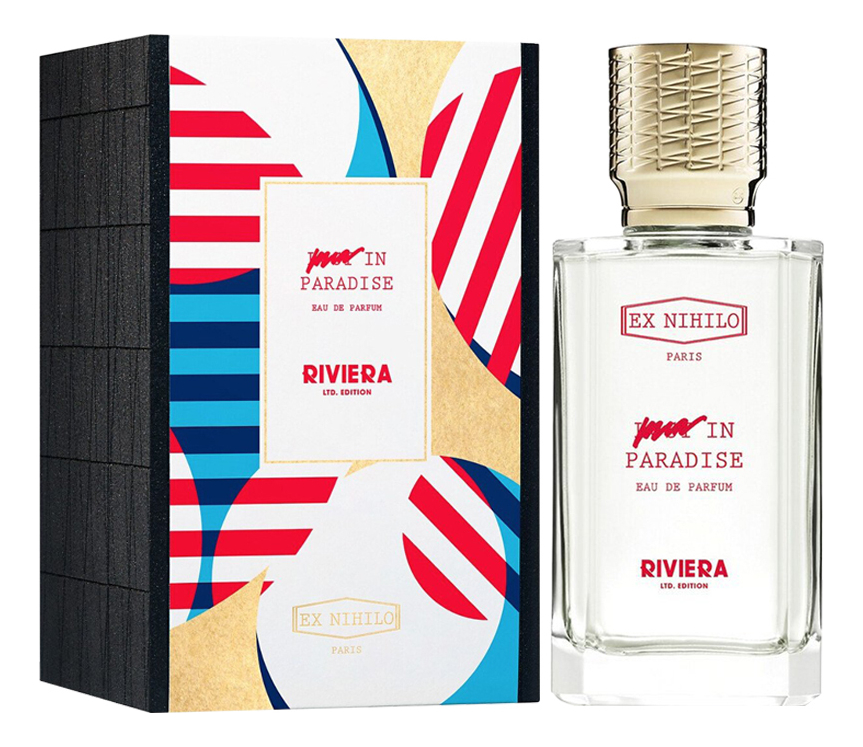 IN
PARADISE
EAU DE PARFUM
RIVIERA
LTD. EDITION
EX NIHILO
PARIS
EX NIHILO
PARIS
IN
PARADISE
EAU DE PARFUM
RIVIERA
LTD. EDITION